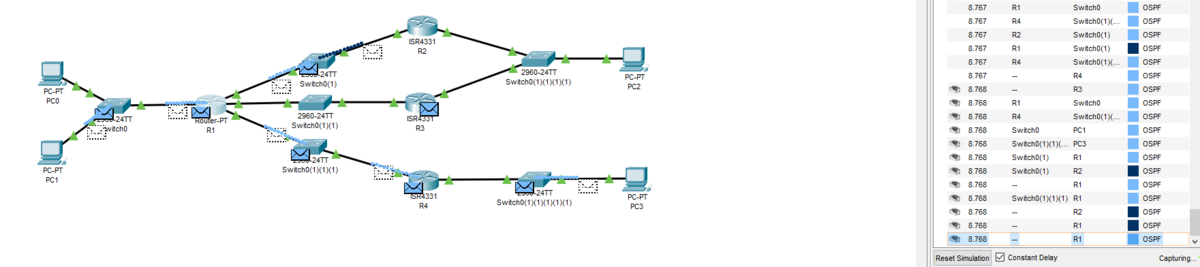 ISR4331
R2
2960-24TT
Switch0(1)
2960-24TT
Switch0(1)(1)(1)
PC-PT
PC2
PC-PT
PC0
2960-24TT
Switch0
Router-PT
R1
2960-24TT
Switch0(1)(1)
ISR4331
R3
PC-PT
PC1
2960-24TT
Switch0(1)(1)(1)
ISR4331
R4
2960-24TT
Switch0(1)(1)(1)(1)
PC-PT
PC3
8.767 R1 Switch0 OSPF
8.767 R4 Switch0(1)(... OSPF
8.767 R2 Switch0(1) OSPF
8.767 R1 Switch0(1) OSPF
8.767 R4 Switch0(1)(... OSPF
8.767 -- R4 OSPF
8.768 -- R3 OSPF
8.768 R1 Switch0 OSPF
8.768 R4 Switch0(1)(... OSPF
8.768 Switch0 PC1 OSPF
8.768 Switch0(1)(1)... PC3 OSPF
8.768 Switch0(1) R1 OSPF
8.768 Switch0(1) R2 OSPF
8.768 -- R1 OSPF
8.768 Switch0(1)(1)(1) R1 OSPF
8.768 -- R2 OSPF
8.768 -- R1 OSPF
8.768 -- R1 OSPF
Reset Simulation Constant Delay Capturing...